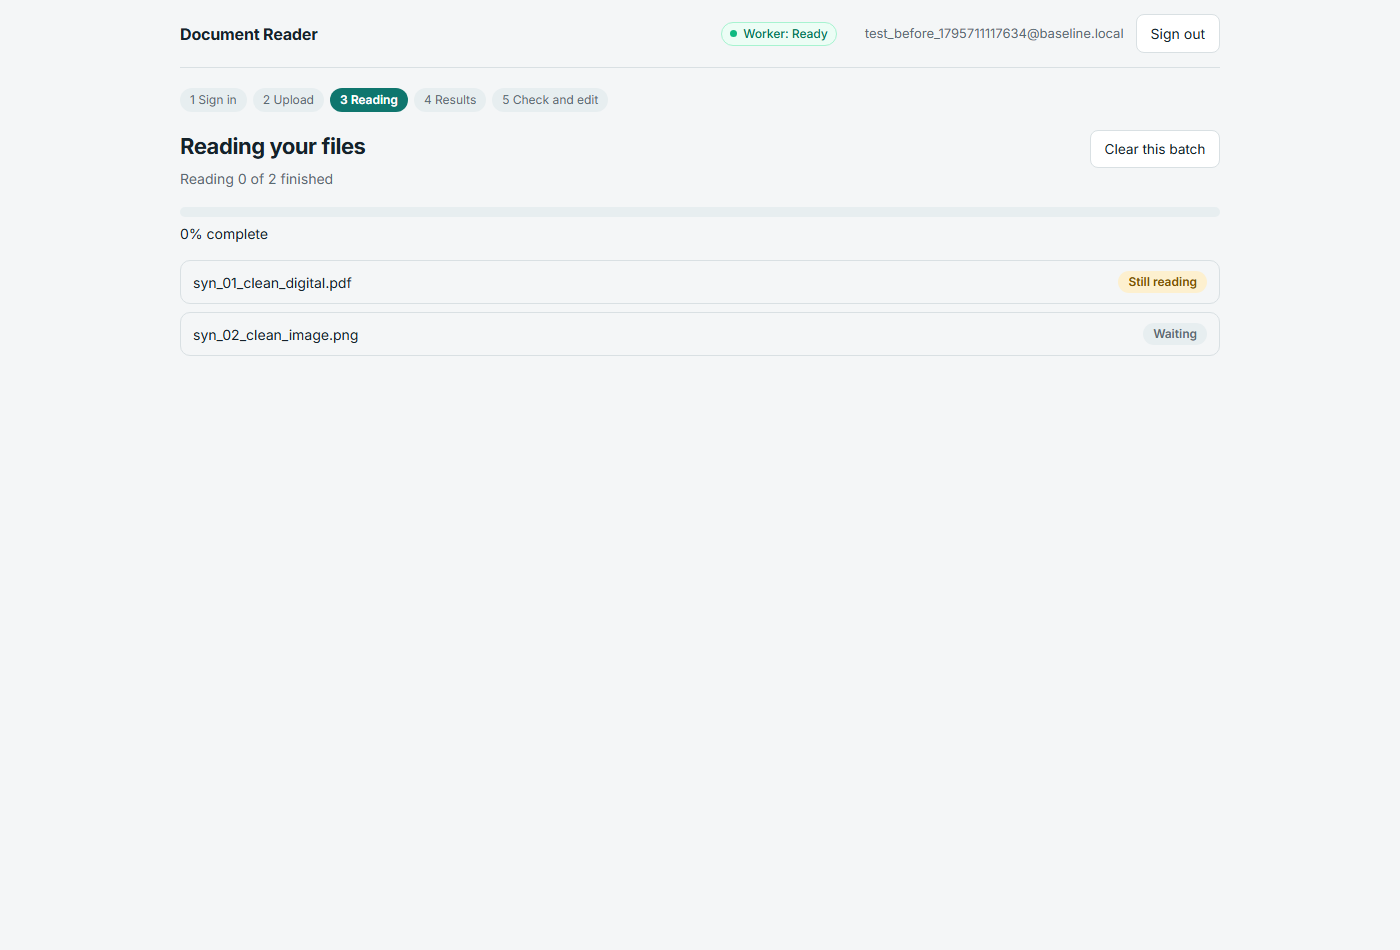 Document Reader
Worker: Ready
test_before_1795711117634@baseline.local
Sign out
1 Sign in
2 Upload
3 Reading
4 Results
5 Check and edit
Reading your files
Clear this batch
Reading 0 of 2 finished
0% complete
syn_01_clean_digital.pdf
Still reading
syn_02_clean_image.png
Waiting